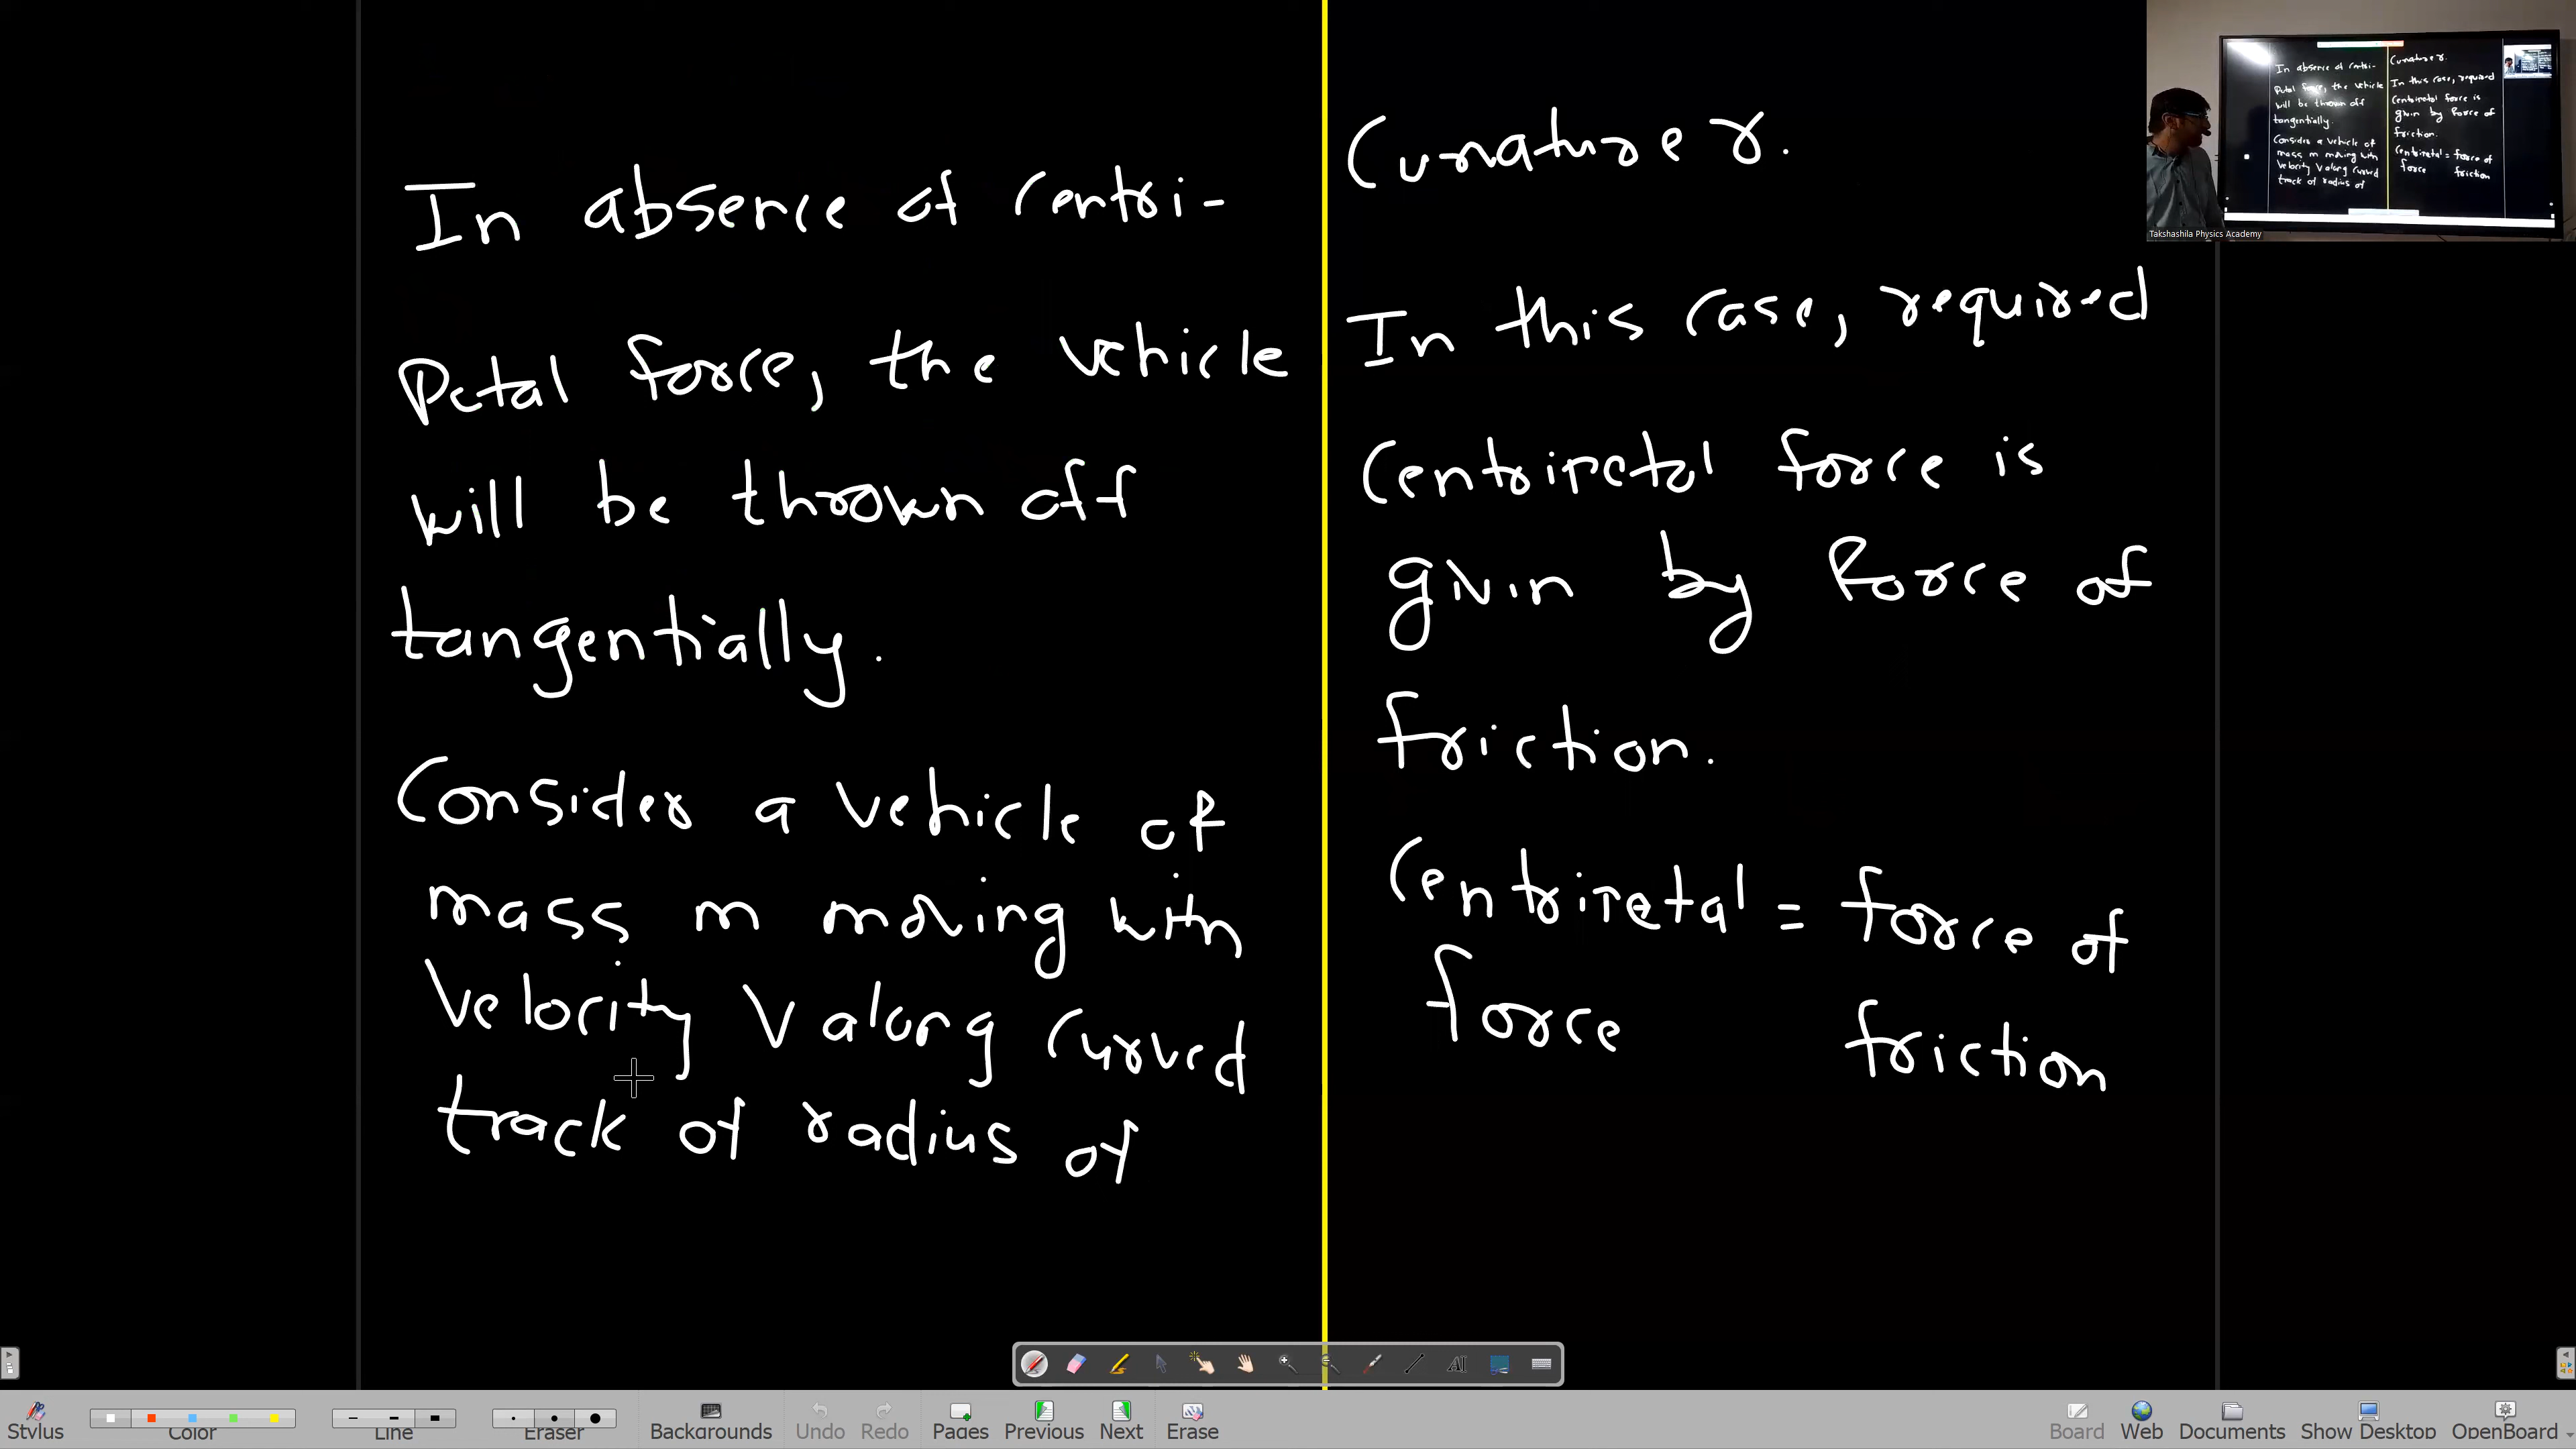 In absence of centri-
petal force, the vehicle
will be thrown off
tangentially.
Consider a vehicle of
mass m moving with
velocity V along curved
track of radius of
Curvature r.
In this case, required
Centripetal force is
given by Force of
friction.
Centripetal = force of
force friction
Takshashila Physics Academy
Stylus
Color
Line
Eraser
Backgrounds
Undo
Redo
Pages
Previous
Next
Erase
Board
Web
Documents
Show Desktop
OpenBoard